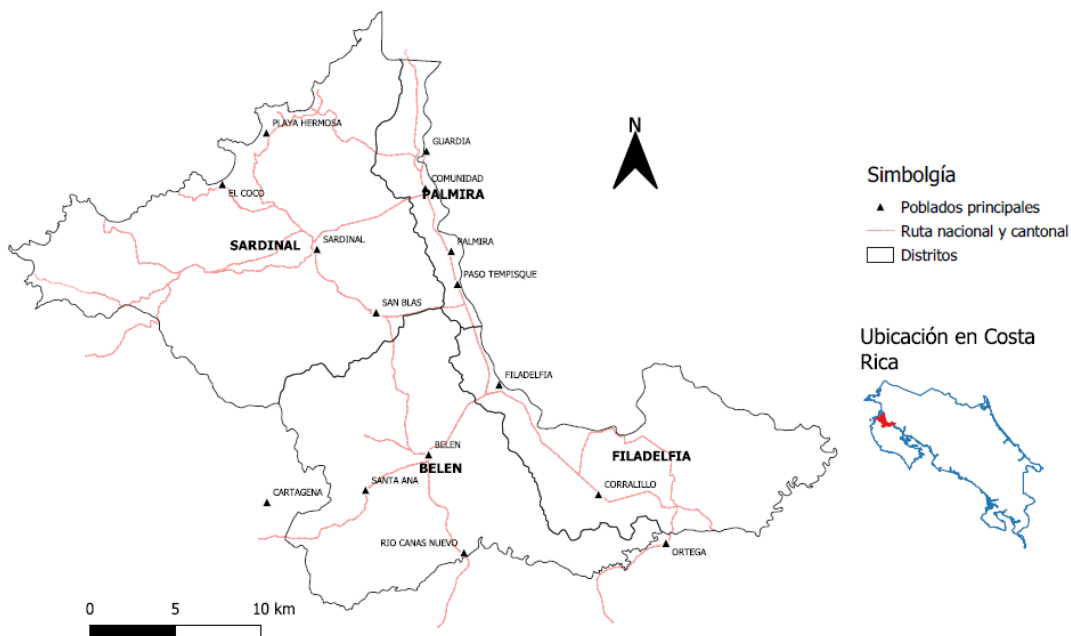 PLAYA HERMOSA
GUARDIA
COMUNIDAD
PALMIRA
EL COCO
SARDINAL
SARDINAL
PALMIRA
PASO TEMPISQUE
SAN BLAS
FILADELFIA
BELEN
BELEN
FILADELFIA
SANTA ANA
CARTAGENA
CORRALILLO
RIO CANAS NUEVO
ORTEGA
0 5 10 km
N
Simbolgía
Poblados principales
Ruta nacional y cantonal
Distritos
Ubicación en Costa
Rica